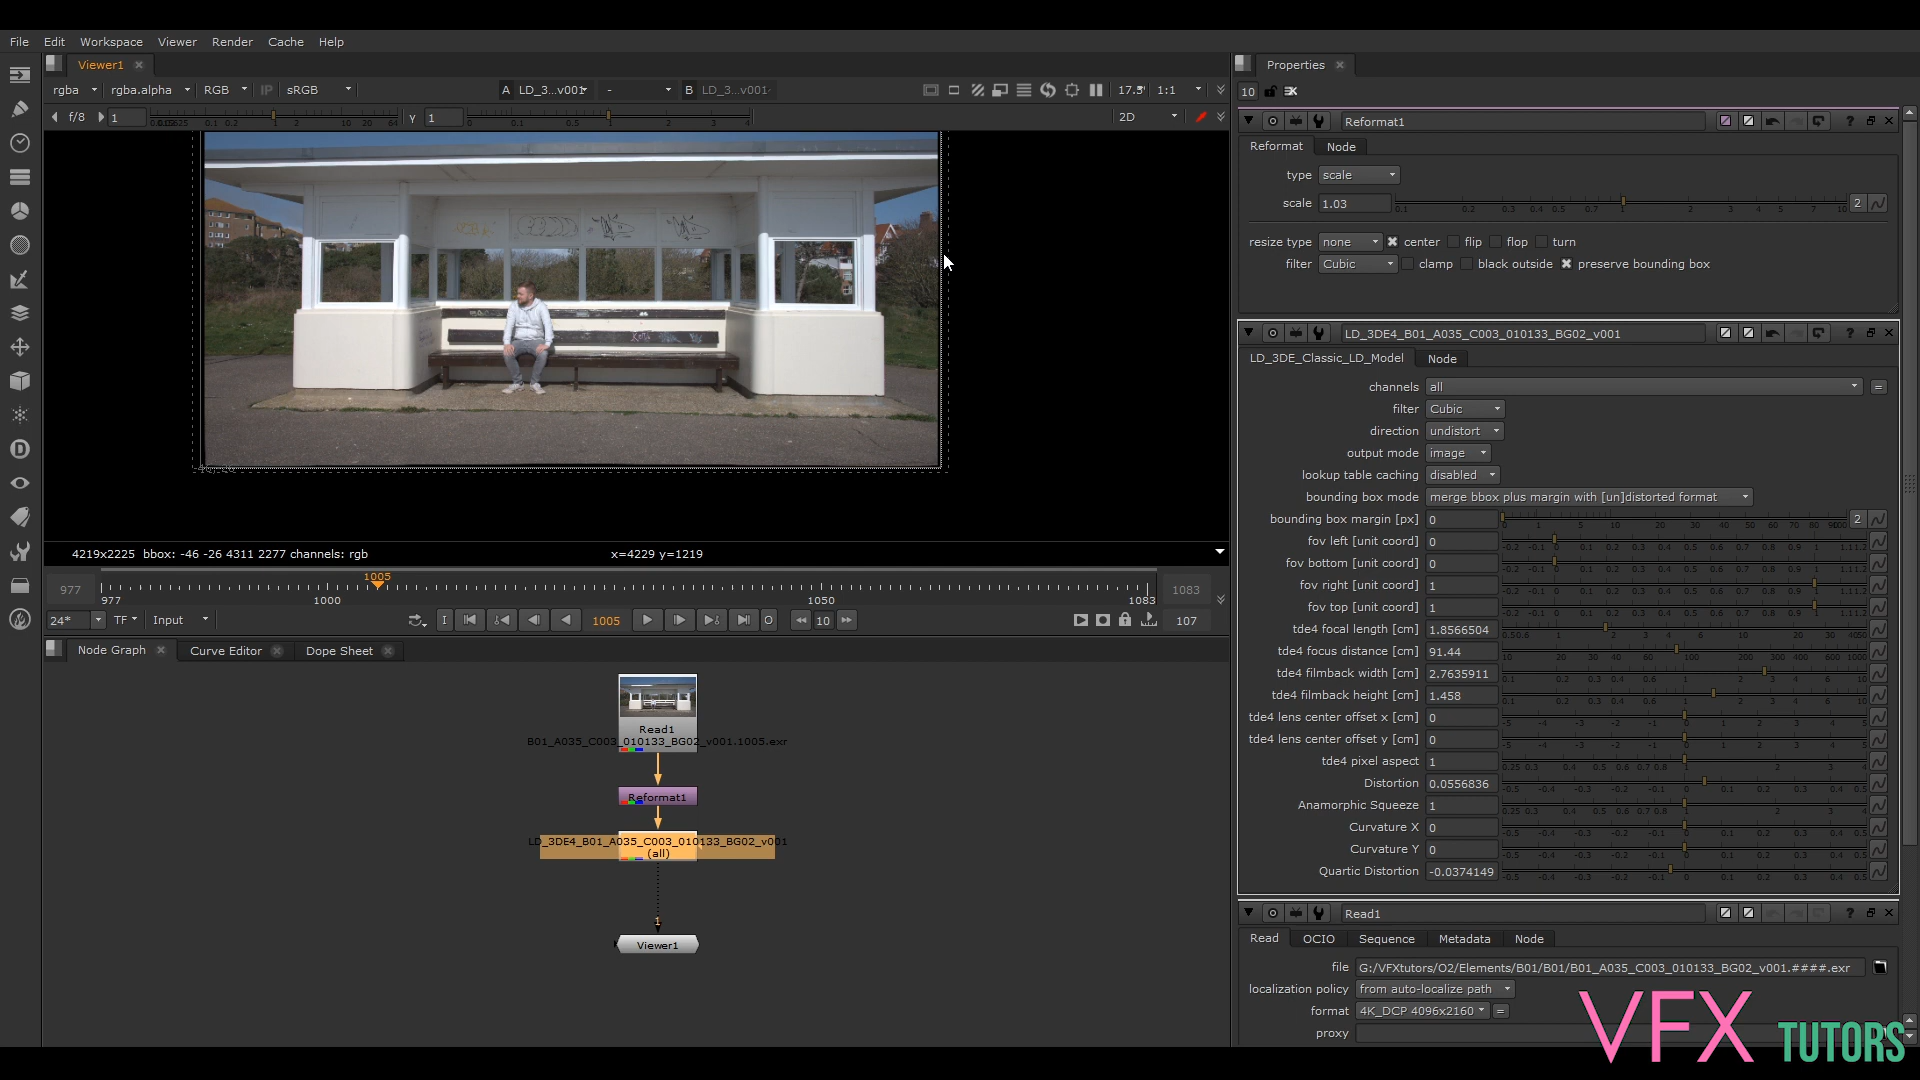 File Edit Workspace Viewer Render Cache Help
Viewer1
Properties
rgba rgba.alpha RGB IP sRGB A LD_3...v001 - B LD_3...v001 17.5 1:1
10
f/8 1 Y 1 2D
Reformat1
Reformat Node
type scale
scale 1.03 2
resize type none center flip flop turn
filter Cubic clamp black outside preserve bounding box
LD_3DE4_B01_A035_C003_010133_BG02_v001
LD_3DE_Classic_LD_Model Node
channels all =
filter Cubic
direction undistort
output mode image
lookup table caching disabled
bounding box mode merge bbox plus margin with [un]distorted format
bounding box margin [px] 0 2
fov left [unit coord] 0
fov bottom [unit coord] 0
fov right [unit coord] 1
fov top [unit coord] 1
tde4 focal length [cm] 1.8566504
tde4 focus distance [cm] 91.44
tde4 filmback width [cm] 2.7635911
tde4 filmback height [cm] 1.458
tde4 lens center offset x [cm] 0
tde4 lens center offset y [cm] 0
tde4 pixel aspect 1
Distortion 0.0556836
Anamorphic Squeeze 1
Curvature X 0
Curvature Y 0
Quartic Distortion -0.0374149
Read1
Read OCIO Sequence Metadata Node
file G:/VFXtutors/O2/Elements/B01/B01/B01_A035_C003_010133_BG02_v001.####.exr
localization policy from auto-localize path
format 4K_DCP 4096x2160 =
proxy
4219x2225 bbox: -46 -26 4311 2277 channels: rgb x=4229 y=1219
977 1005 1083
977 1000 1050 1083
24* TF Input I 1005 O 10 107
Node Graph Curve Editor Dope Sheet
Read1
B01_A035_C003_010133_BG02_v001.1005.exr
Reformat1
LD_3DE4_B01_A035_C003_010133_BG02_v001
(all)
1
Viewer1
VFX TUTORS